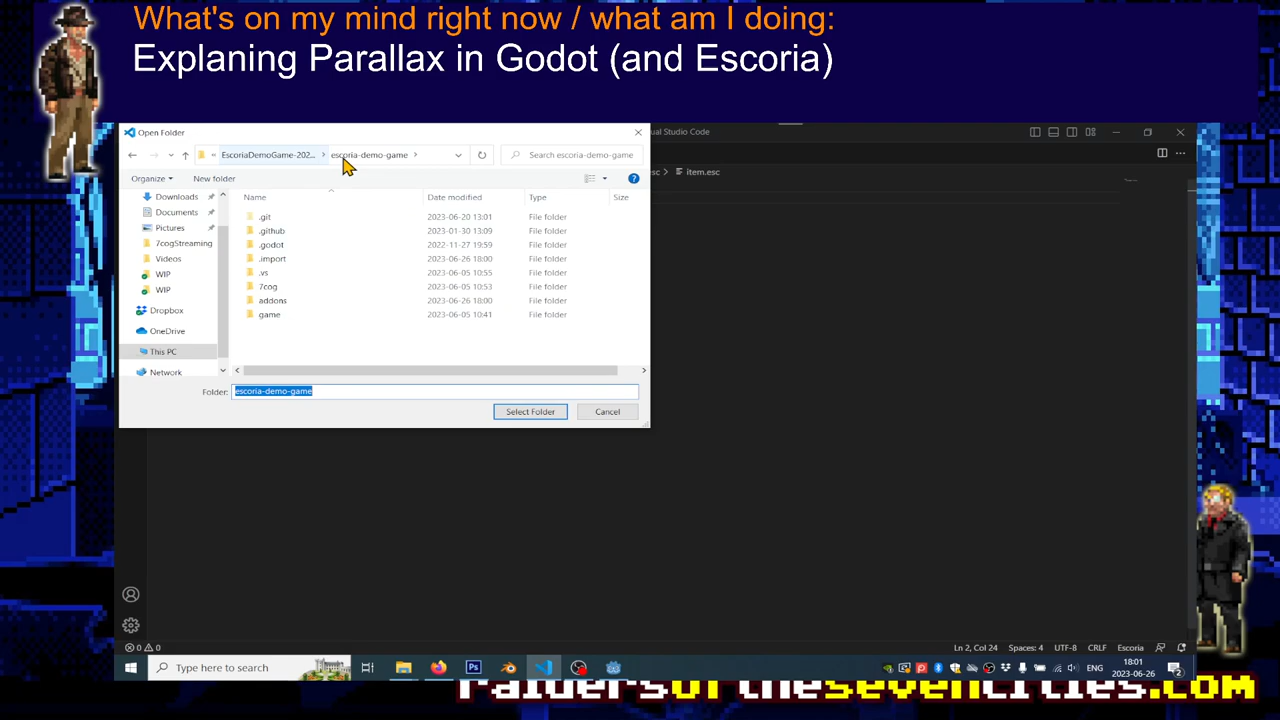 What's on my mind right now / what am I doing:
Explaning Parallax in Godot (and Escoria)
Open Folder
ual Studio Code
« EscoriaDemoGame-202... > escoria-demo-game >
Search escoria-demo-game
sc > item.esc
Organize
New folder
Name Date modified Type Size
Downloads
Documents
Pictures
7cogStreaming
Videos
WIP
WIP
Dropbox
OneDrive
This PC
Network
.git 2023-06-20 13:01 File folder
.github 2023-01-30 13:09 File folder
.godot 2022-11-27 19:59 File folder
.import 2023-06-26 18:00 File folder
.vs 2023-06-05 10:55 File folder
7cog 2023-06-05 10:53 File folder
addons 2023-06-26 18:00 File folder
game 2023-06-05 10:41 File folder
Folder: escoria-demo-game
Select Folder Cancel
0 0 Ln 2, Col 24 Spaces: 4 UTF-8 CRLF Escoria
Type here to search
Ps
ENG
18:01
2023-06-26
2
raidersofthesevencities.com